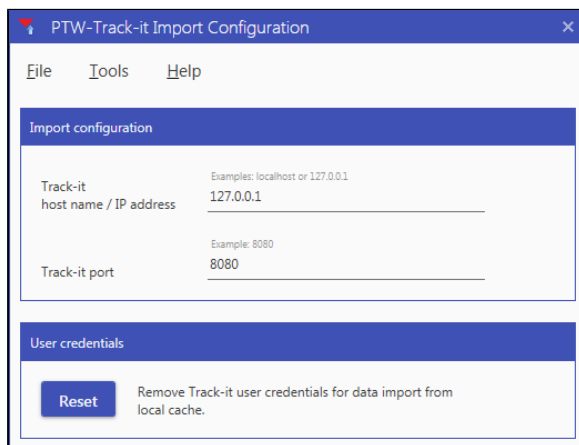 PTW-Track-it Import Configuration
File Tools Help
Import configuration
Examples: localhost or 127.0.0.1
Track-it
host name / IP address
127.0.0.1
Example: 8080
Track-it port
8080
User credentials
Reset
Remove Track-it user credentials for data import from
local cache.